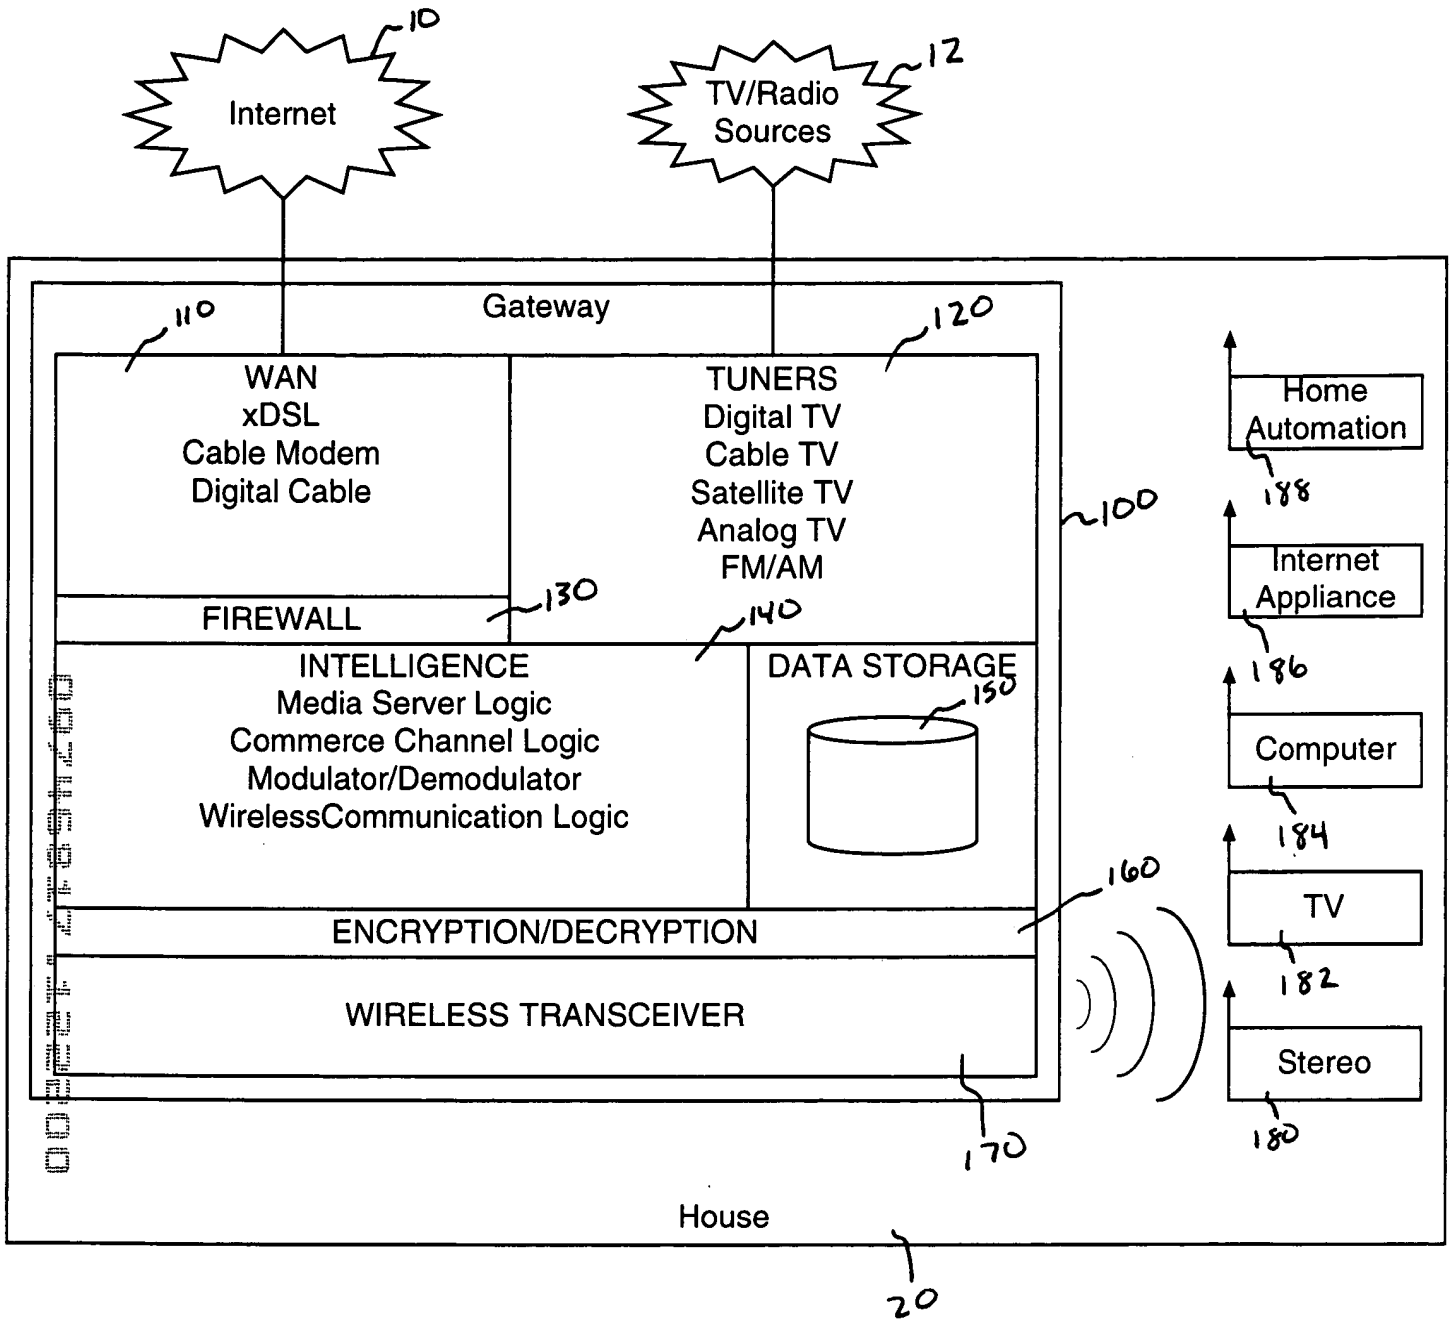 10
12
Internet
TV/Radio
Sources
Gateway
110
120
WAN
xDSL
Cable Modem
Digital Cable
TUNERS
Digital TV
Cable TV
Satellite TV
Analog TV
FM/AM
100
Home
Automation
188
FIREWALL
130
140
Internet
Appliance
186
INTELLIGENCE
Media Server Logic
Commerce Channel Logic
Modulator/Demodulator
WirelessCommunication Logic
DATA STORAGE
150
Computer
184
160
ENCRYPTION/DECRYPTION
TV
182
WIRELESS TRANSCEIVER
170
Stereo
180
House
20